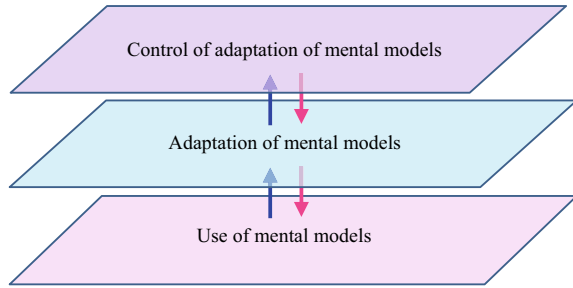 Control of adaptation of mental models
Adaptation of mental models
Use of mental models